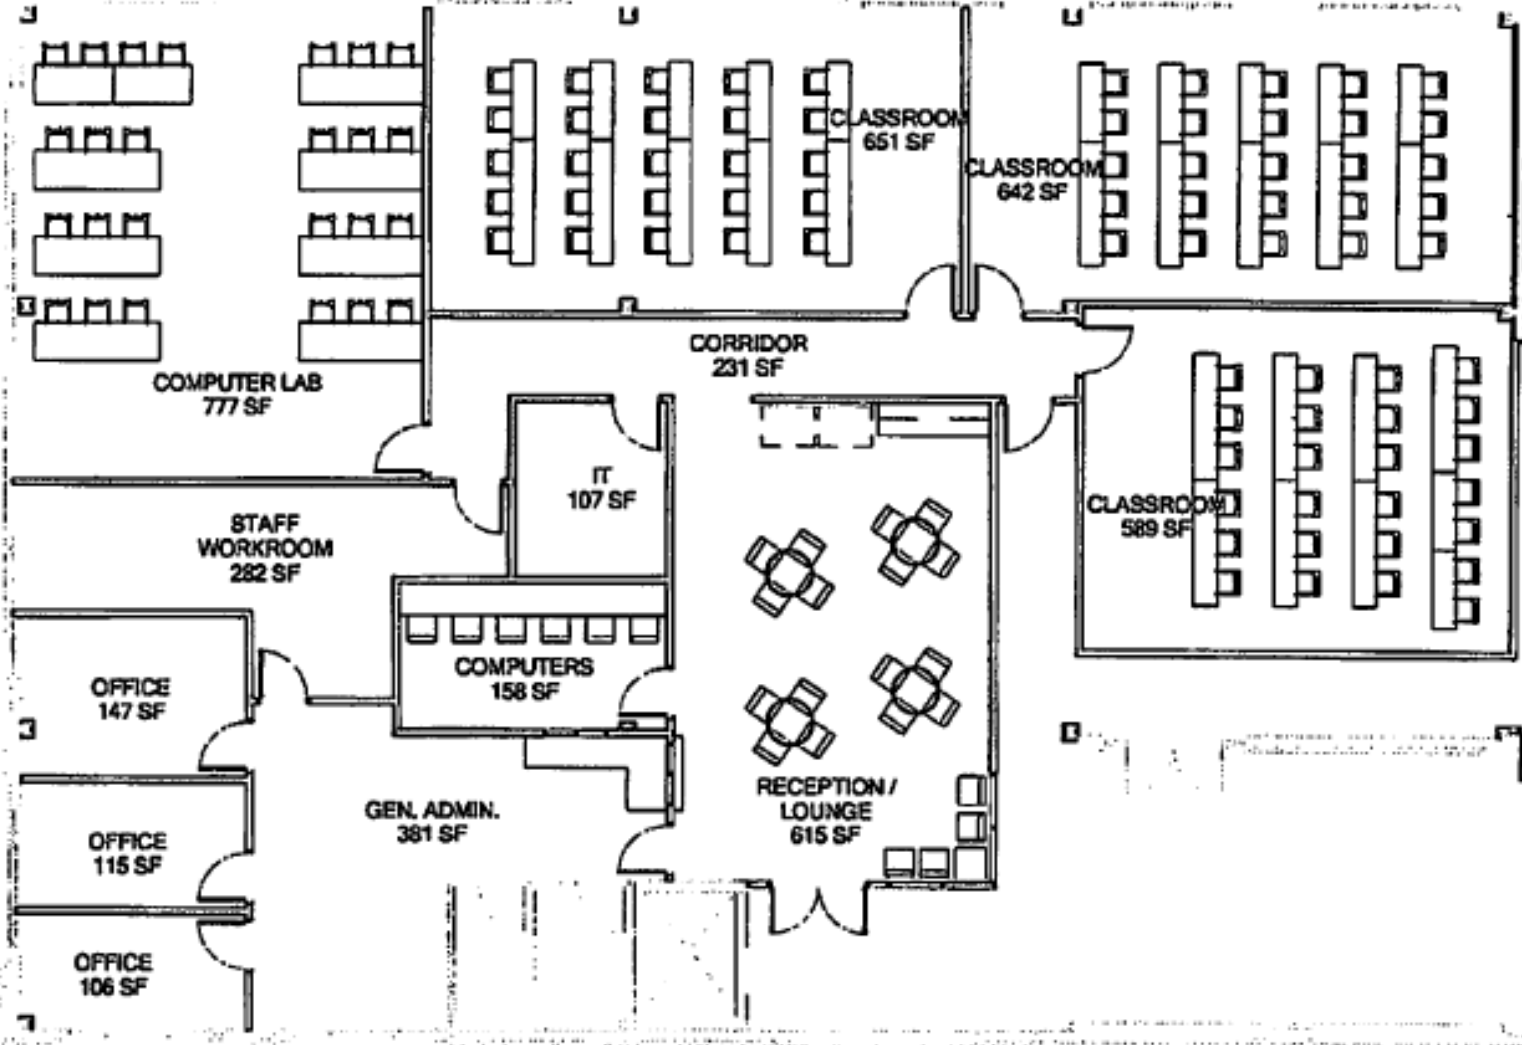 CLASSROOM
651 SF
CLASSROOM
642 SF
CORRIDOR
231 SF
COMPUTER LAB
777 SF
IT
107 SF
CLASSROOM
589 SF
STAFF
WORKROOM
282 SF
COMPUTERS
158 SF
OFFICE
147 SF
RECEPTION /
LOUNGE
615 SF
GEN. ADMIN.
381 SF
OFFICE
115 SF
OFFICE
106 SF